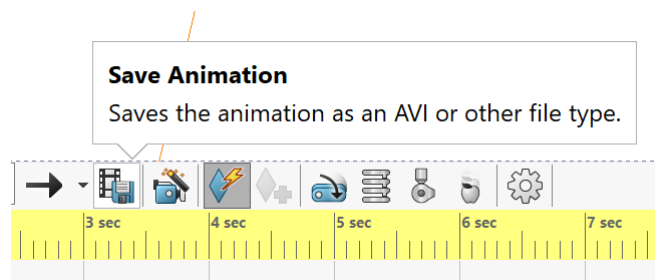 Save Animation
Saves the animation as an AVI or other file type.
3 sec 4 sec 5 sec 6 sec 7 sec